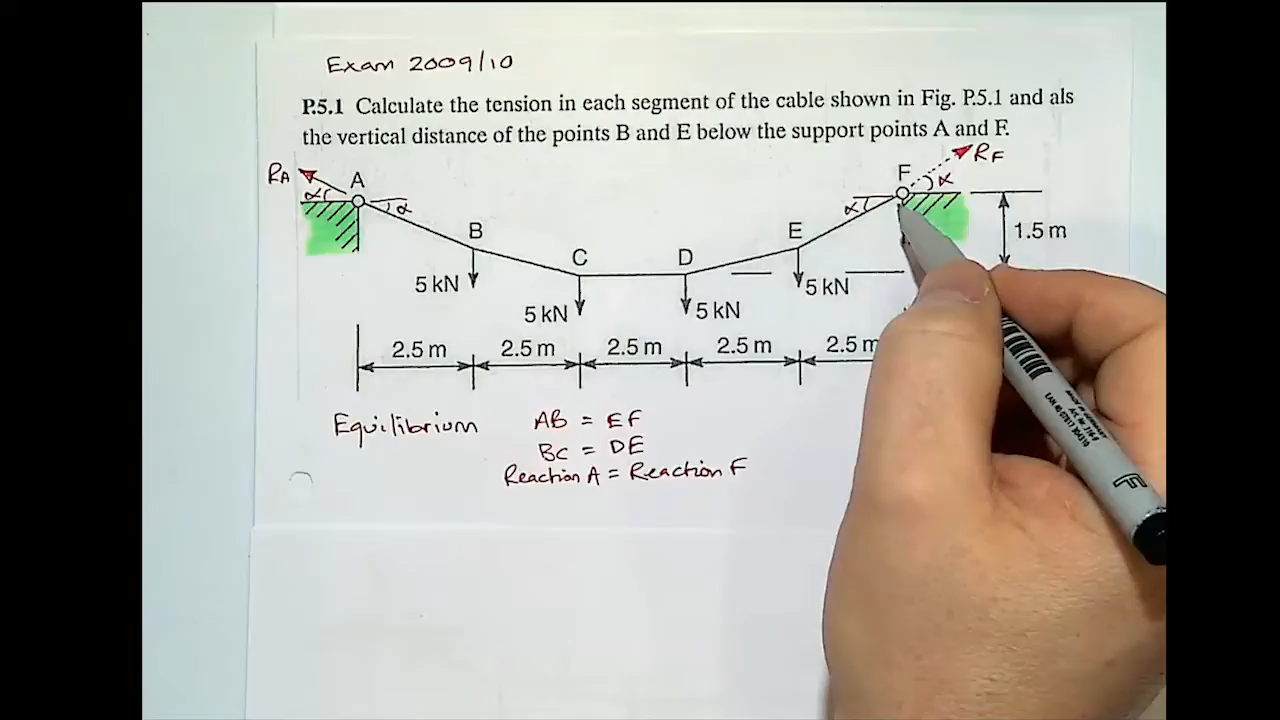 Exam 2009/10
P.5.1 Calculate the tension in each segment of the cable shown in Fig. P.5.1 and als
the vertical distance of the points B and E below the support points A and F.
RA
α
A
α
B
C
D
E
α
F
α
RF
1.5 m
5 kN
5 kN
5 kN
5 kN
2.5 m
2.5 m
2.5 m
2.5 m
2.5 m
Equilibrium
AB = EF
BC = DE
Reaction A = Reaction F
F